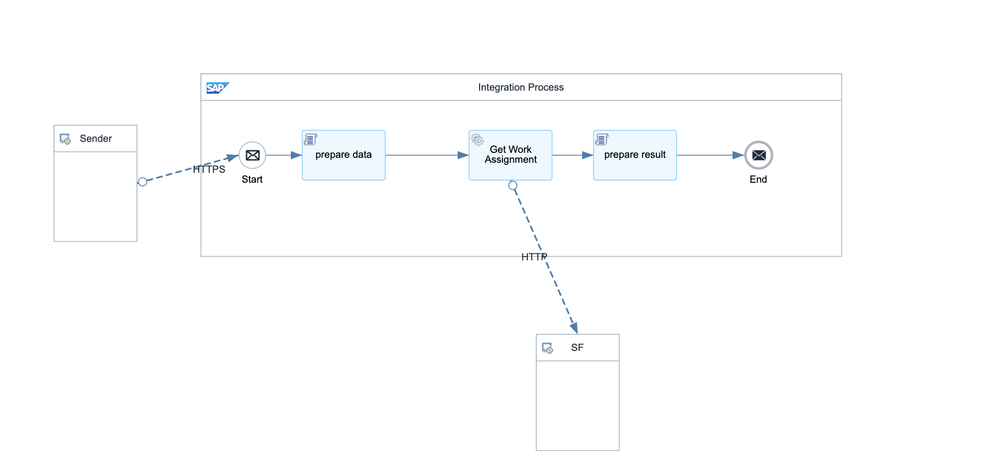 SAP
Integration Process
Sender
HTTPS
Start
prepare data
Get Work
Assignment
prepare result
End
HTTP
SF